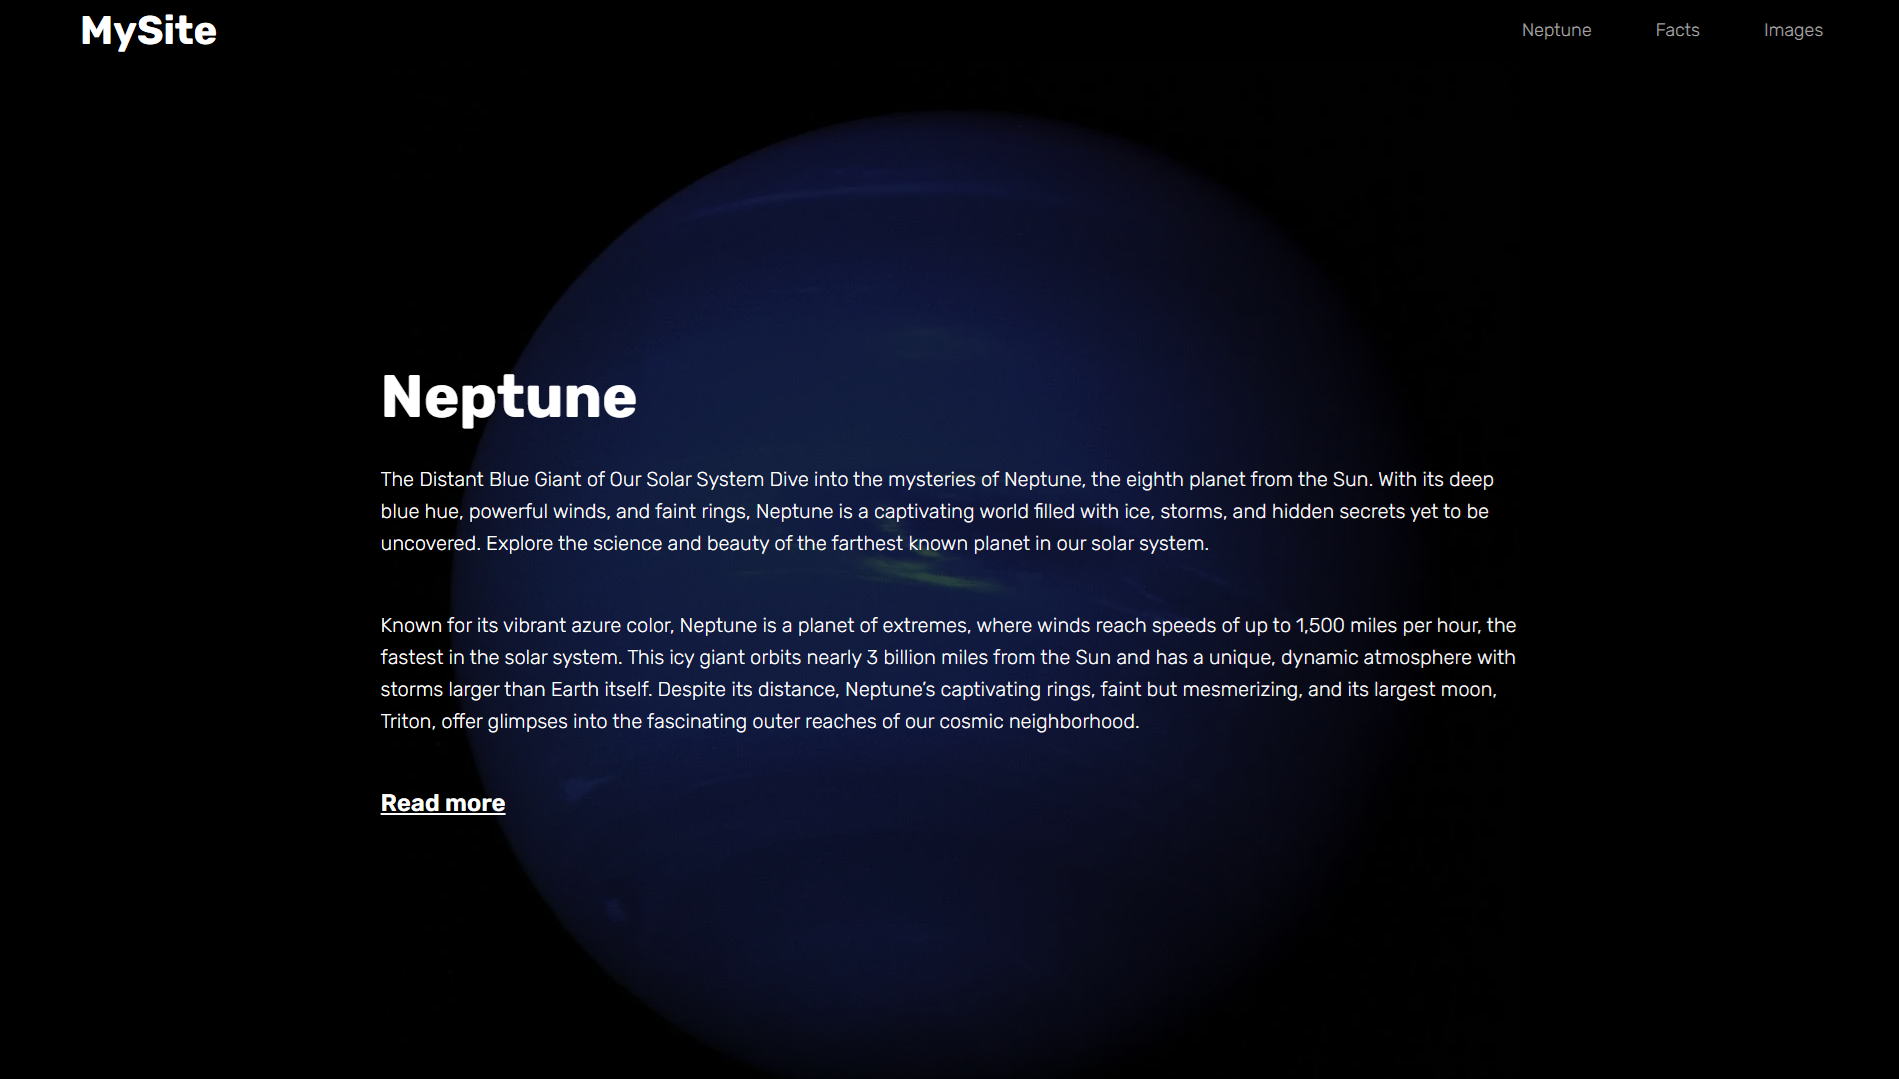 MySite
Neptune
Facts
Images
Neptune
The Distant Blue Giant of Our Solar System Dive into the mysteries of Neptune, the eighth planet from the Sun. With its deep
blue hue, powerful winds, and faint rings, Neptune is a captivating world filled with ice, storms, and hidden secrets yet to be
uncovered. Explore the science and beauty of the farthest known planet in our solar system.
Known for its vibrant azure color, Neptune is a planet of extremes, where winds reach speeds of up to 1,500 miles per hour, the
fastest in the solar system. This icy giant orbits nearly 3 billion miles from the Sun and has a unique, dynamic atmosphere with
storms larger than Earth itself. Despite its distance, Neptune’s captivating rings, faint but mesmerizing, and its largest moon,
Triton, offer glimpses into the fascinating outer reaches of our cosmic neighborhood.
Read more